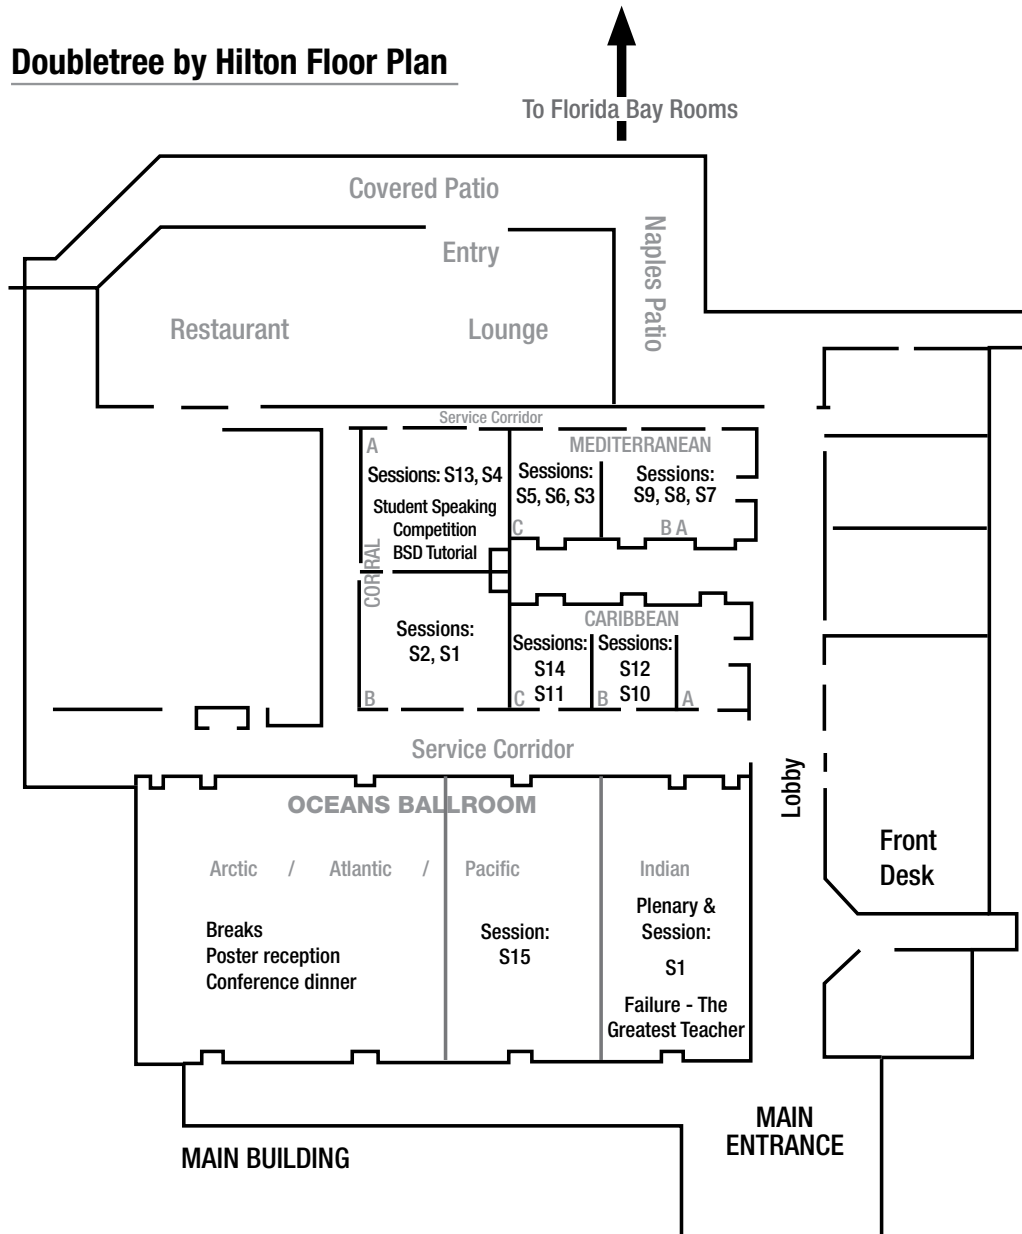 Doubletree by Hilton Floor Plan
To Florida Bay Rooms
Covered Patio
Naples Patio
Entry
Restaurant
Lounge
Service Corridor
A
MEDITERRANEAN
Sessions: S13, S4
Student Speaking
Competition
BSD Tutorial
Sessions:
S5, S6, S3
C
Sessions:
S9, S8, S7
B A
CORRAL
Sessions:
S2, S1
B
CARIBBEAN
Sessions:
S14
S11
C
Sessions:
S12
S10
B
A
Service Corridor
Lobby
Front
Desk
OCEANS BALLROOM
Arctic / Atlantic / Pacific
Indian
Breaks
Poster reception
Conference dinner
Session:
S15
Plenary &
Session:
S1
Failure - The
Greatest Teacher
MAIN
ENTRANCE
MAIN BUILDING